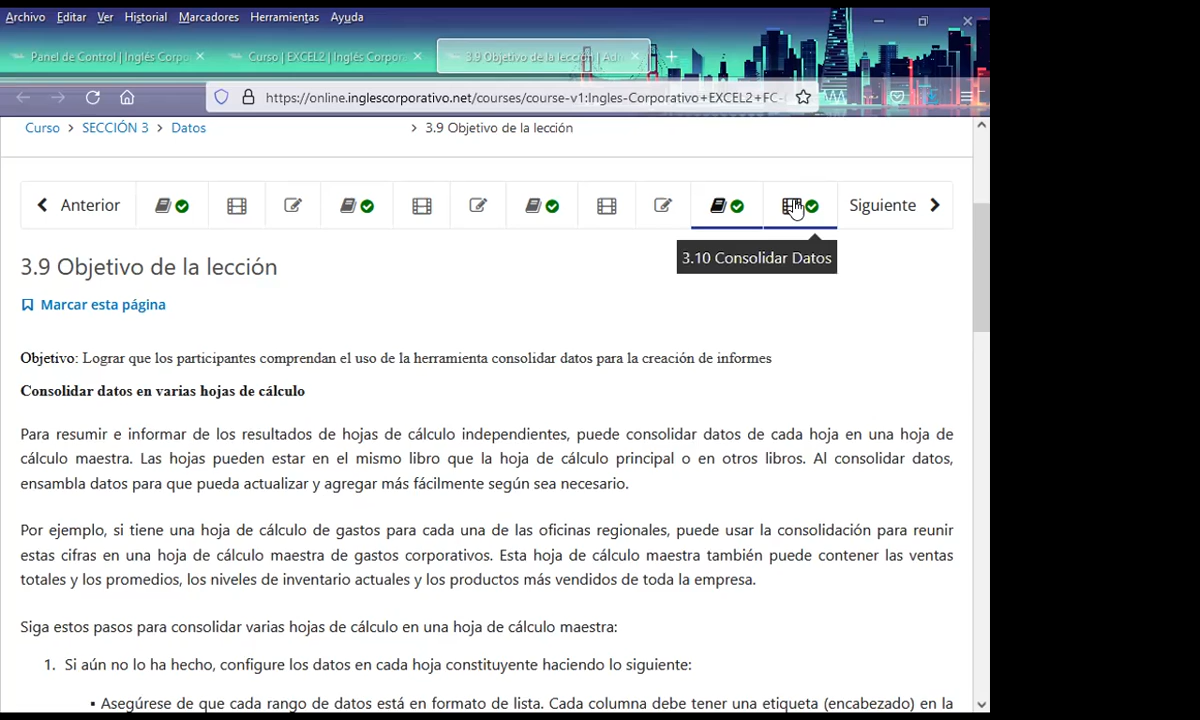 Archivo Editar Ver Historial Marcadores Herramientas Ayuda
Panel de Control | Inglés Corpo
Curso | EXCEL2 | Inglés Corpor
3.9 Objetivo de la lección | Adm
https://online.inglescorporativo.net/courses/course-v1:Ingles-Corporativo+EXCEL2+FC-
Curso > SECCIÓN 3 > Datos > 3.9 Objetivo de la lección
Anterior
Siguiente
3.10 Consolidar Datos
3.9 Objetivo de la lección
Marcar esta página
Objetivo: Lograr que los participantes comprendan el uso de la herramienta consolidar datos para la creación de informes
Consolidar datos en varias hojas de cálculo
Para resumir e informar de los resultados de hojas de cálculo independientes, puede consolidar datos de cada hoja en una hoja de
cálculo maestra. Las hojas pueden estar en el mismo libro que la hoja de cálculo principal o en otros libros. Al consolidar datos,
ensambla datos para que pueda actualizar y agregar más fácilmente según sea necesario.
Por ejemplo, si tiene una hoja de cálculo de gastos para cada una de las oficinas regionales, puede usar la consolidación para reunir
estas cifras en una hoja de cálculo maestra de gastos corporativos. Esta hoja de cálculo maestra también puede contener las ventas
totales y los promedios, los niveles de inventario actuales y los productos más vendidos de toda la empresa.
Siga estos pasos para consolidar varias hojas de cálculo en una hoja de cálculo maestra:
1. Si aún no lo ha hecho, configure los datos en cada hoja constituyente haciendo lo siguiente:
▪ Asegúrese de que cada rango de datos está en formato de lista. Cada columna debe tener una etiqueta (encabezado) en la